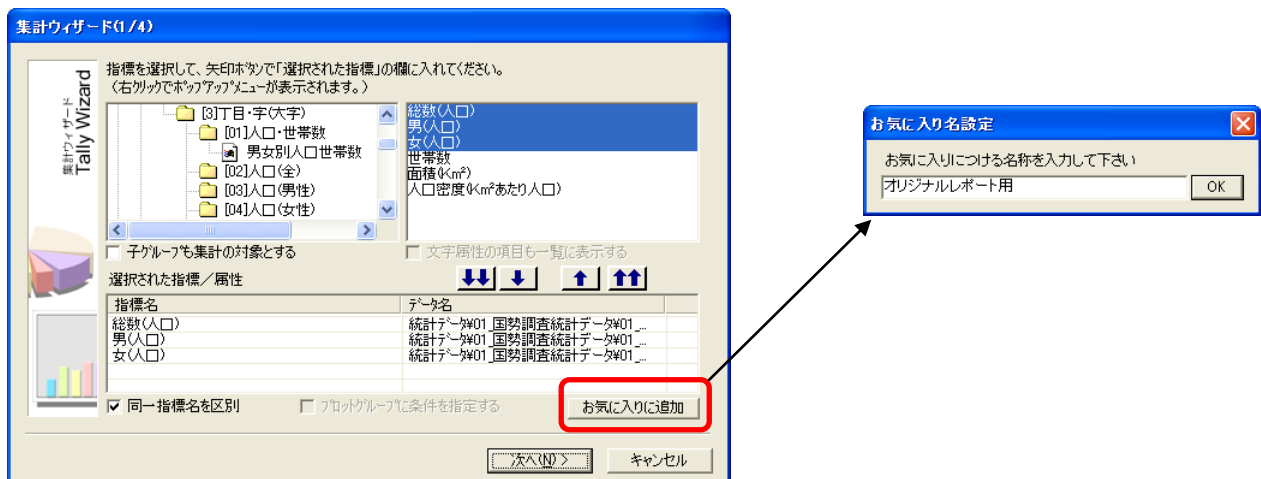 集計ウィザード(1/4)
集計ウィザード
Tally Wizard
指標を選択して、矢印ﾎﾞﾀﾝで「選択された指標」の欄に入れてください。
(右ｸﾘｯｸでﾎﾟｯﾌﾟｱｯﾌﾟﾒﾆｭｰが表示されます。)
[3]丁目・字(大字)
[01]人口・世帯数
男女別人口世帯数
[02]人口(全)
[03]人口(男性)
[04]人口(女性)
総数(人口)
男(人口)
女(人口)
世帯数
面積(Km²)
人口密度(Km²あたり人口)
子ｸﾞﾙｰﾌﾟも集計の対象とする
文字属性の項目も一覧に表示する
選択された指標／属性
指標名 ﾃﾞｰﾀ名
総数(人口) 統計ﾃﾞｰﾀ¥01_国勢調査統計データ¥01_...
男(人口) 統計ﾃﾞｰﾀ¥01_国勢調査統計データ¥01_...
女(人口) 統計ﾃﾞｰﾀ¥01_国勢調査統計データ¥01_...
同一指標名を区別
ﾌﾟﾛｯﾄｸﾞﾙｰﾌﾟに条件を指定する
お気に入りに追加
次へ(N) >
キャンセル
お気に入り名設定
お気に入りにつける名称を入力して下さい
オリジナルレポート用
OK